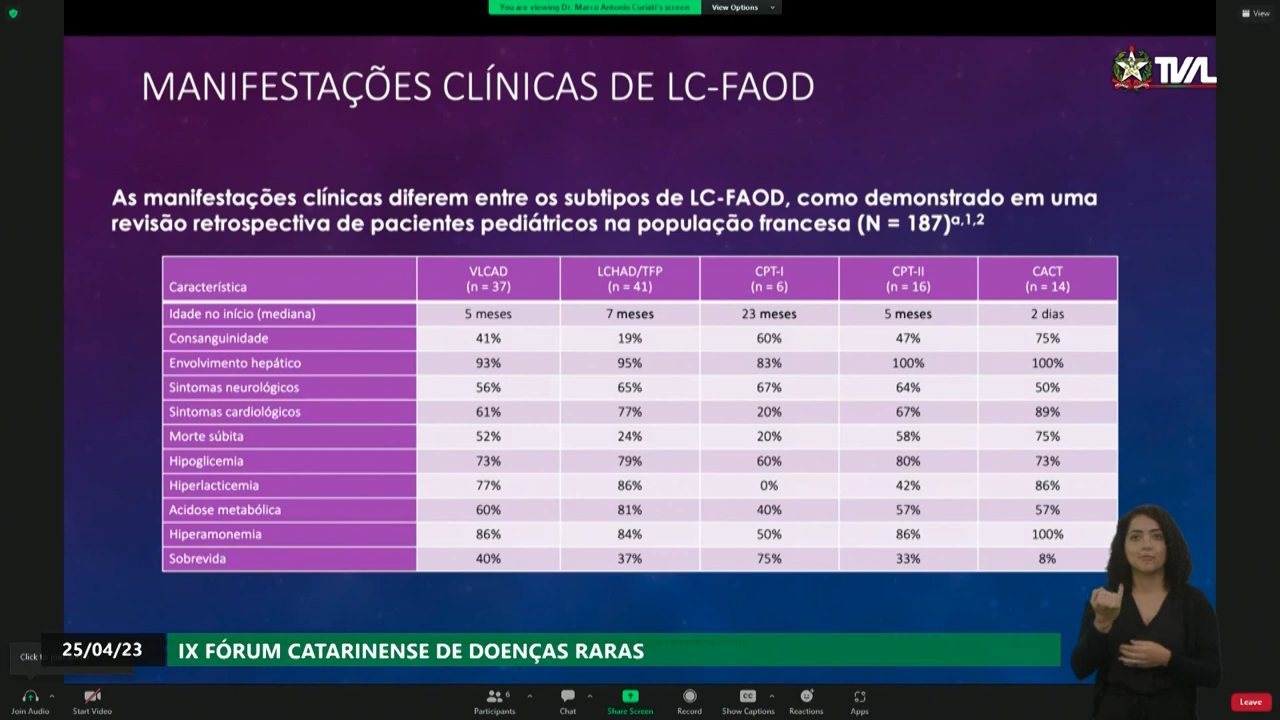 You are viewing Dr. Marco Antonio Curiati's screen
View Options
View
MANIFESTAÇÕES CLÍNICAS DE LC-FAOD
TVAL
As manifestações clínicas diferem entre os subtipos de LC-FAOD, como demonstrado em uma
revisão retrospectiva de pacientes pediátricos na população francesa (N = 187)a,1,2
Característica VLCAD (n = 37) LCHAD/TFP (n = 41) CPT-I (n = 6) CPT-II (n = 16) CACT (n = 14)
Idade no início (mediana) 5 meses 7 meses 23 meses 5 meses 2 dias
Consanguinidade 41% 19% 60% 47% 75%
Envolvimento hepático 93% 95% 83% 100% 100%
Sintomas neurológicos 56% 65% 67% 64% 50%
Sintomas cardiológicos 61% 77% 20% 67% 89%
Morte súbita 52% 24% 20% 58% 75%
Hipoglicemia 73% 79% 60% 80% 73%
Hiperlacticemia 77% 86% 0% 42% 86%
Acidose metabólica 60% 81% 40% 57% 57%
Hiperamonemia 86% 84% 50% 86% 100%
Sobrevida 40% 37% 75% 33% 8%
25/04/23
IX FÓRUM CATARINENSE DE DOENÇAS RARAS
Join Audio
Start Video
6
Participants
Chat
Share Screen
Record
CC
Show Captions
Reactions
Apps
Leave